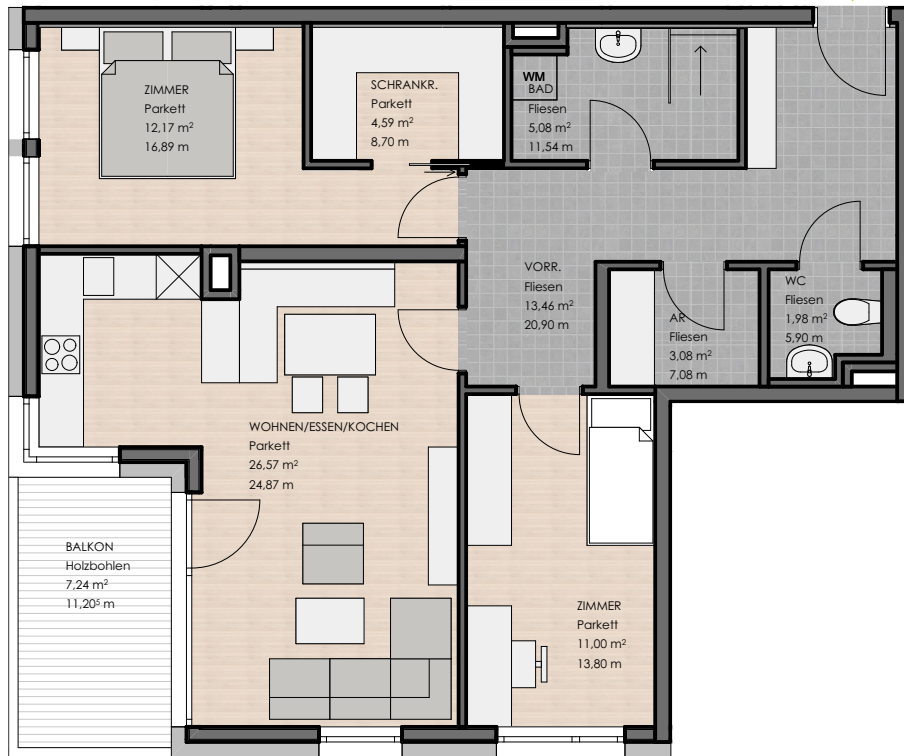 ZIMMER
Parkett
12,17 m²
16,89 m
SCHRANKR.
Parkett
4,59 m²
8,70 m
WM
BAD
Fliesen
5,08 m²
11,54 m
VORR.
Fliesen
13,46 m²
20,90 m
AR
Fliesen
3,08 m²
7,08 m
WC
Fliesen
1,98 m²
5,90 m
WOHNEN/ESSEN/KOCHEN
Parkett
26,57 m²
24,87 m
BALKON
Holzbohlen
7,24 m²
11,20⁵ m
ZIMMER
Parkett
11,00 m²
13,80 m